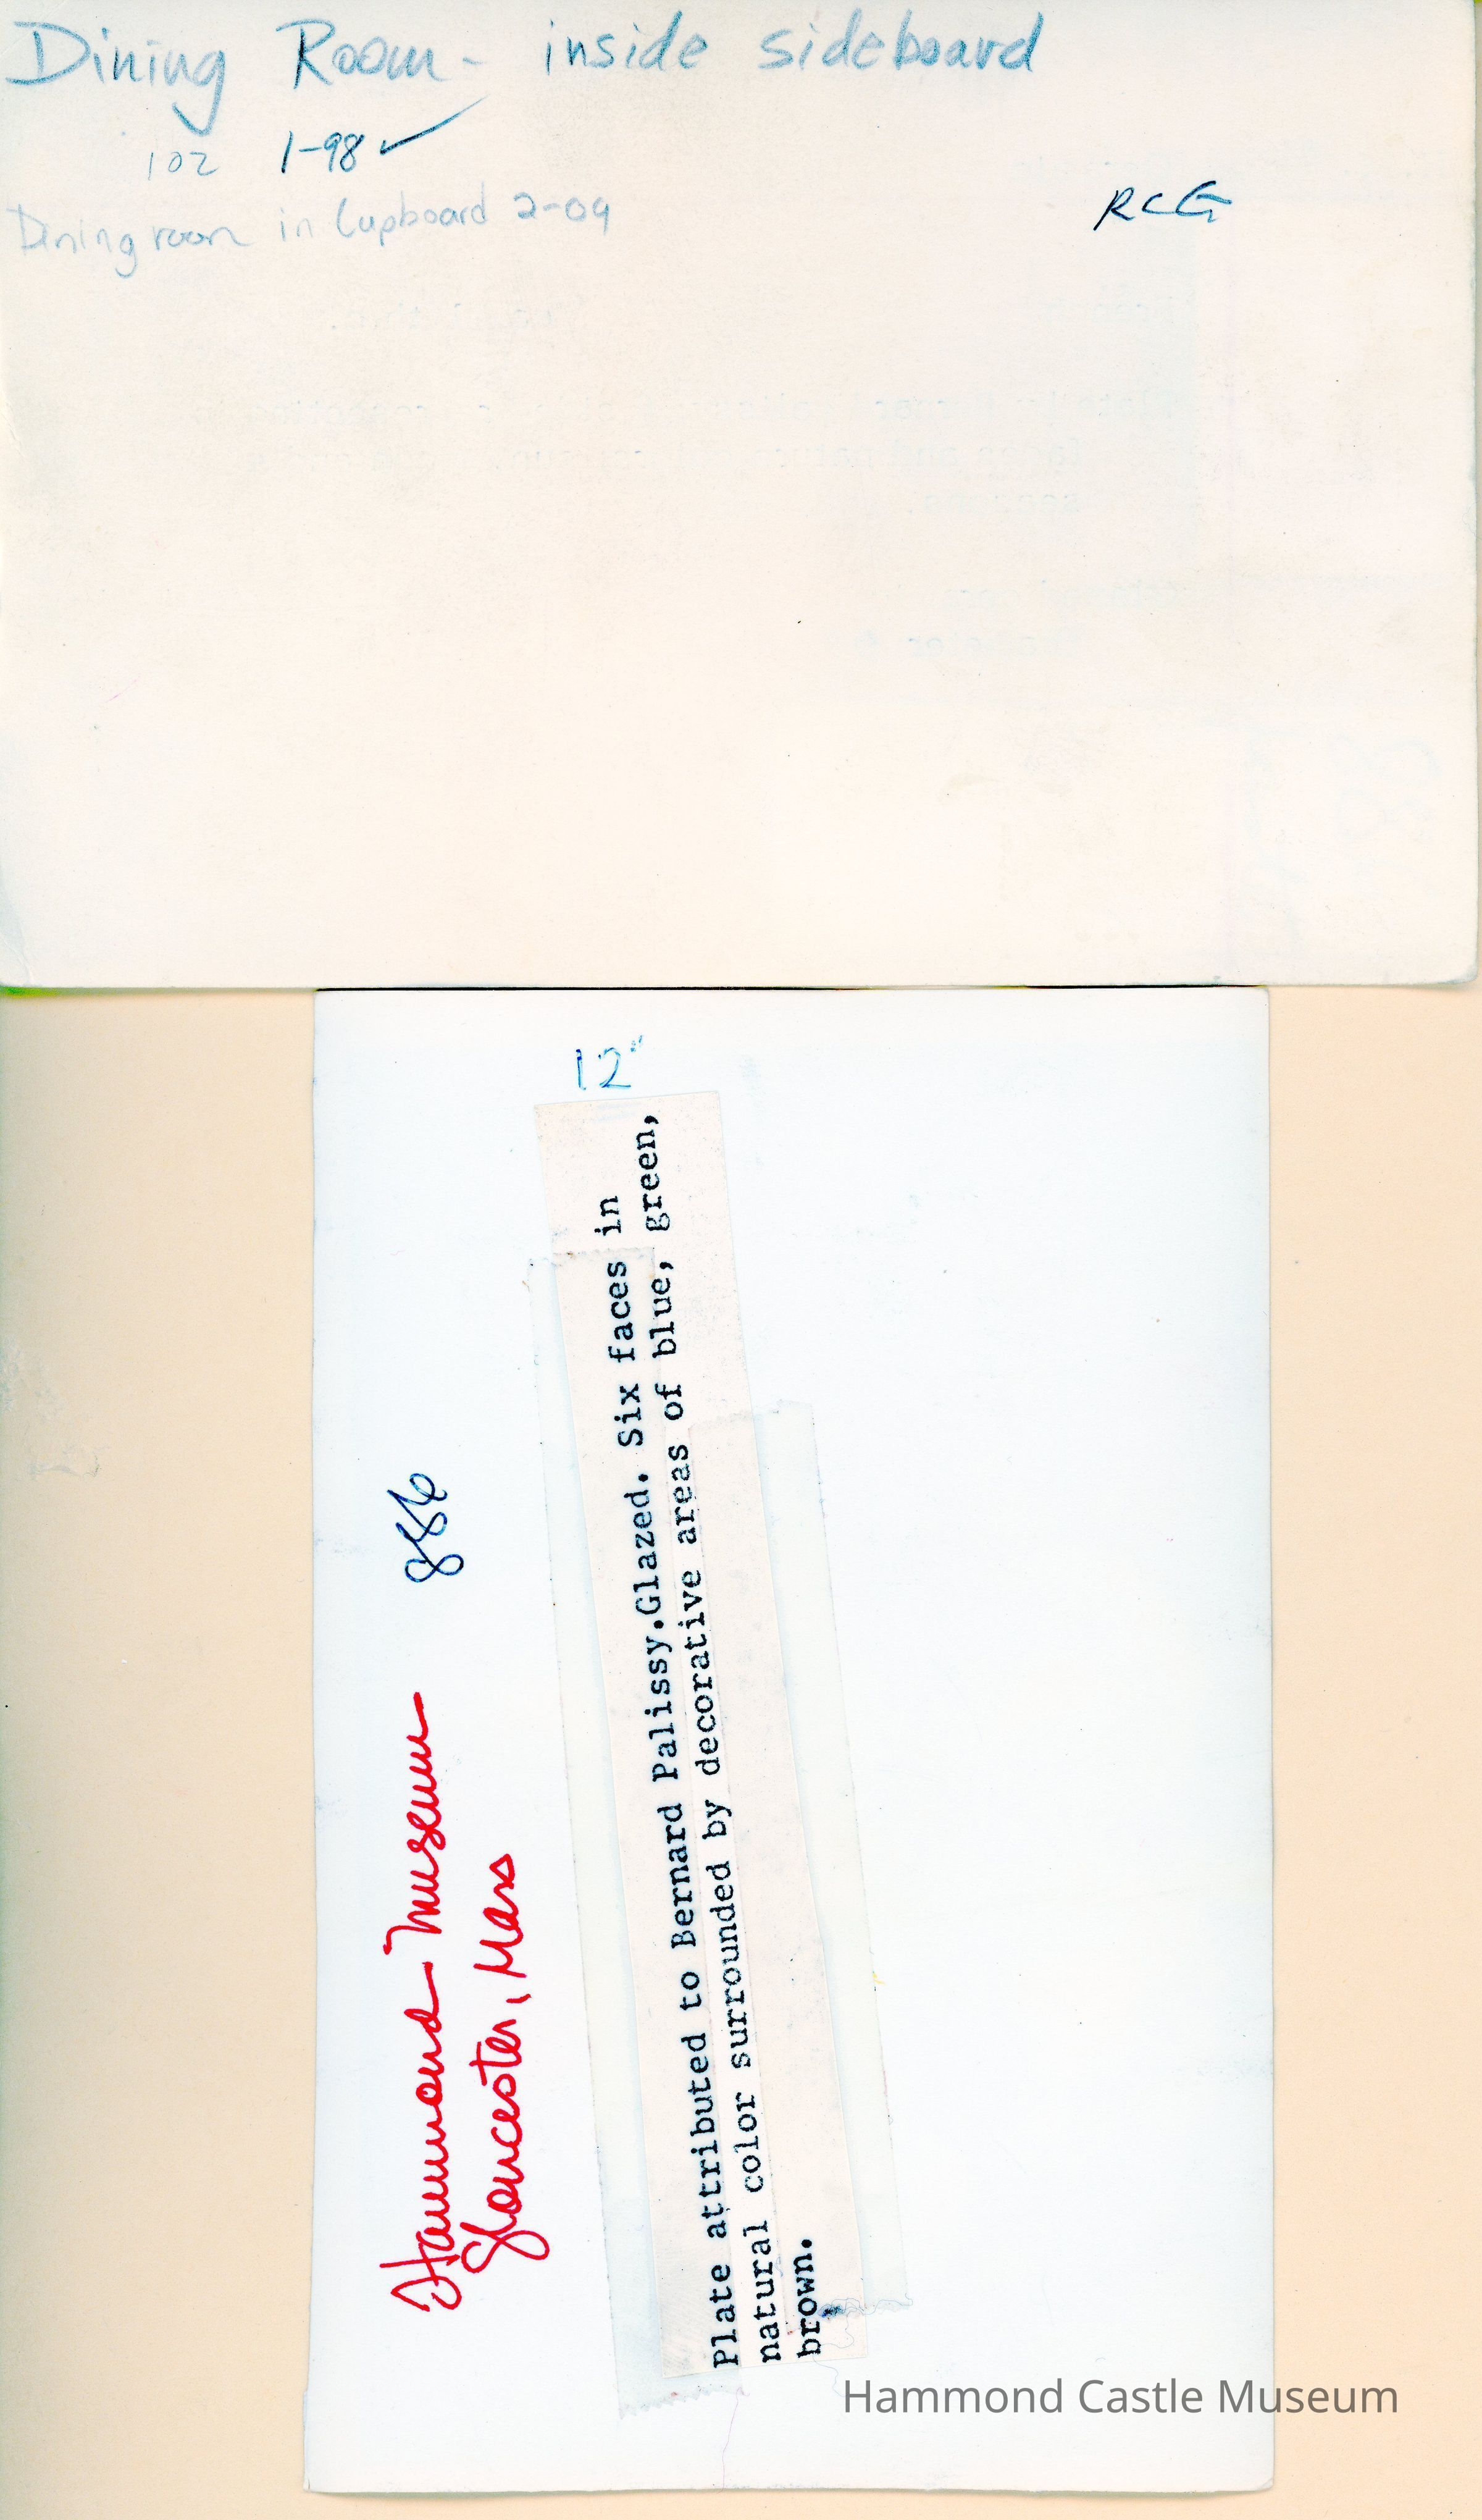 Dining Room - inside sideboard
102 1-98 ✓
RCG
Dining room in Cupboard 2-09
12"
Hammond Museum 886
Gloucester, Mass
Plate attributed to Bernard Palissy.Glazed. Six faces in
natural color surrounded by decorative areas of blue, green,
brown.
Hammond Castle Museum